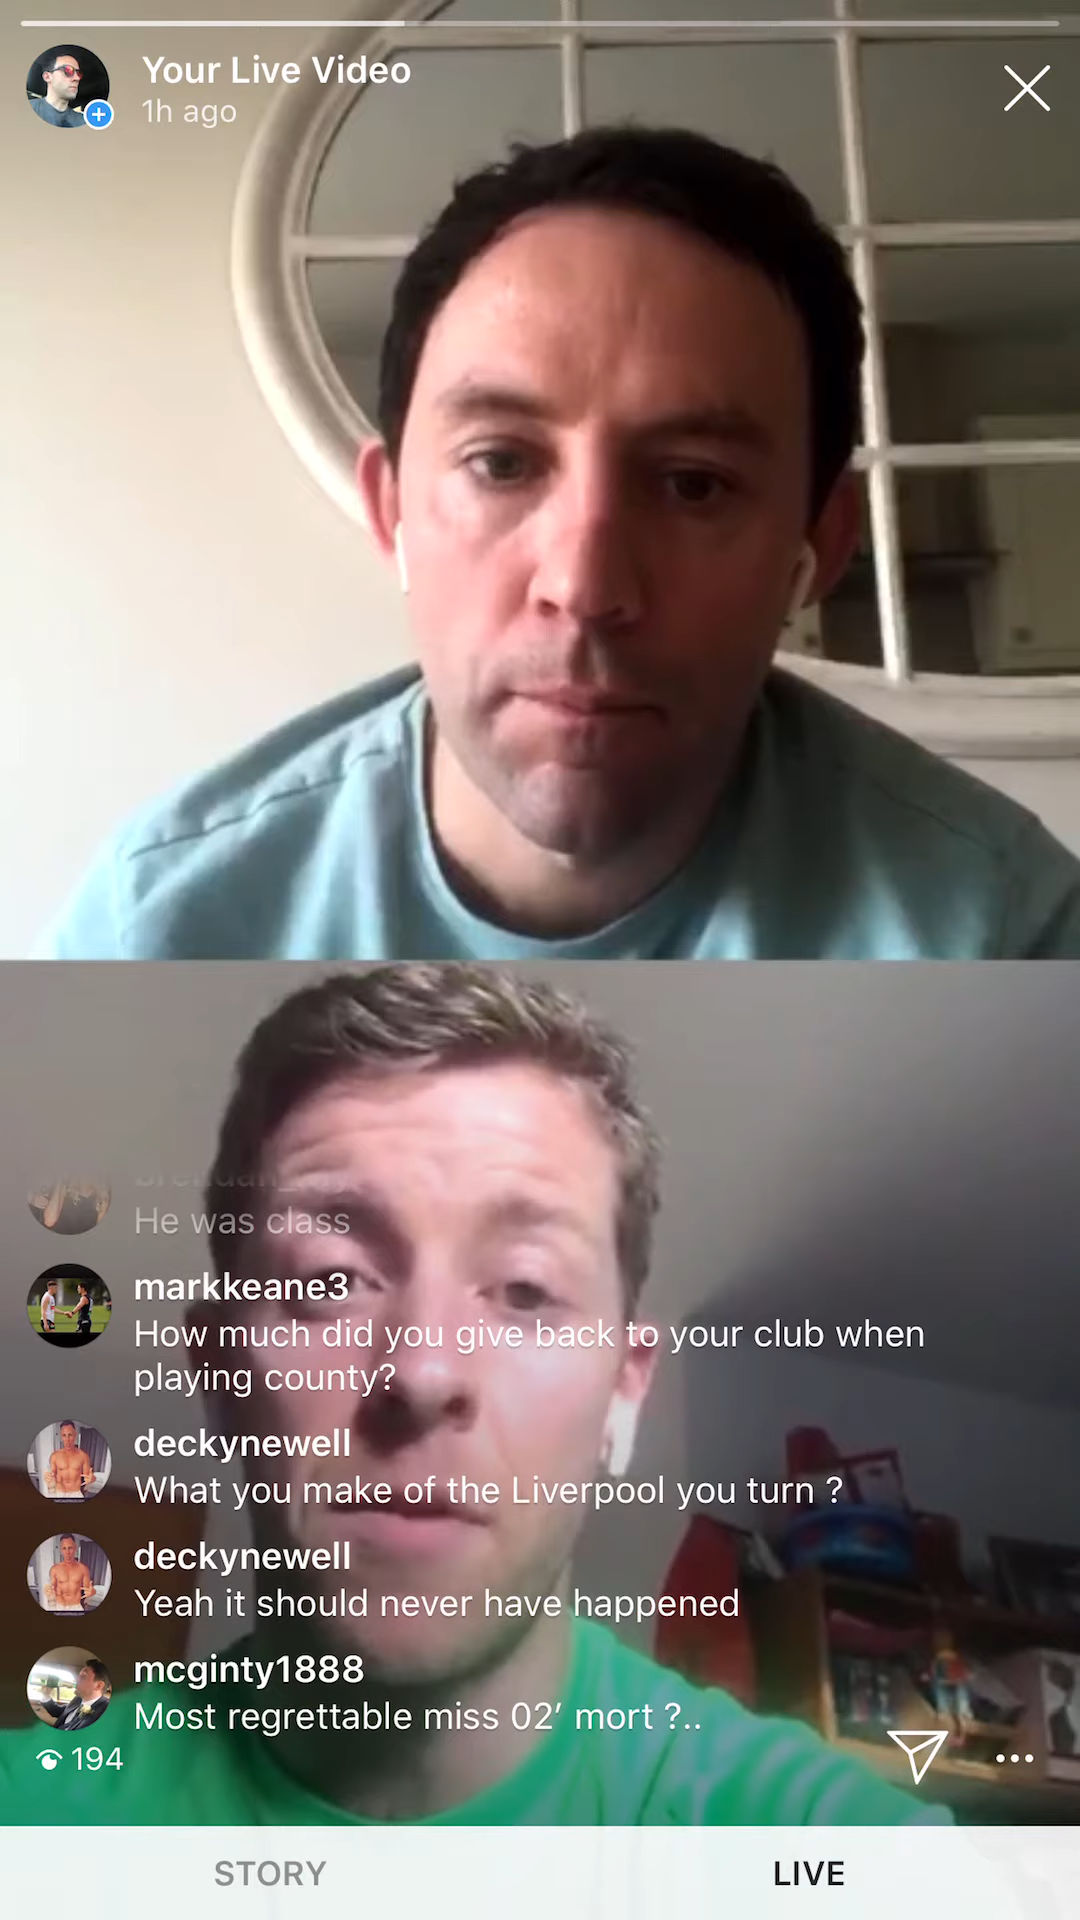 Your Live Video
1h ago
He was class
markkeane3
How much did you give back to your club when
playing county?
deckynewell
What you make of the Liverpool you turn ?
deckynewell
Yeah it should never have happened
mcginty1888
Most regrettable miss 02’ mort ?..
194
STORY
LIVE